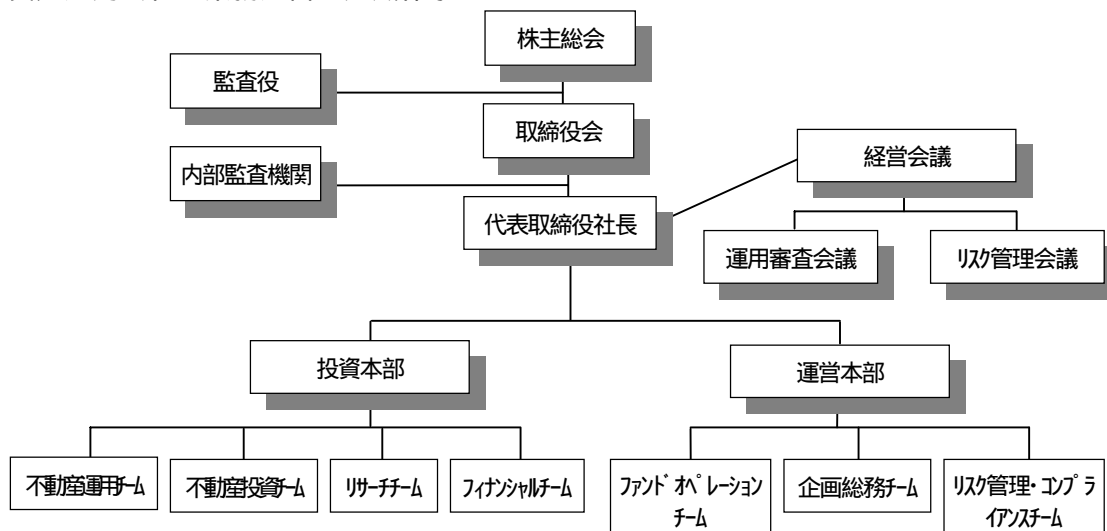 株主総会
監査役
取締役会
経営会議
内部監査機関
代表取締役社長
運用審査会議
リスク管理会議
投資本部
運営本部
不動産運用チーム
不動産投資チーム
リサーチチーム
フィナンシャルチーム
ファンドオペレーション
チーム
企画総務チーム
リスク管理・コンプラ
イアンスチーム